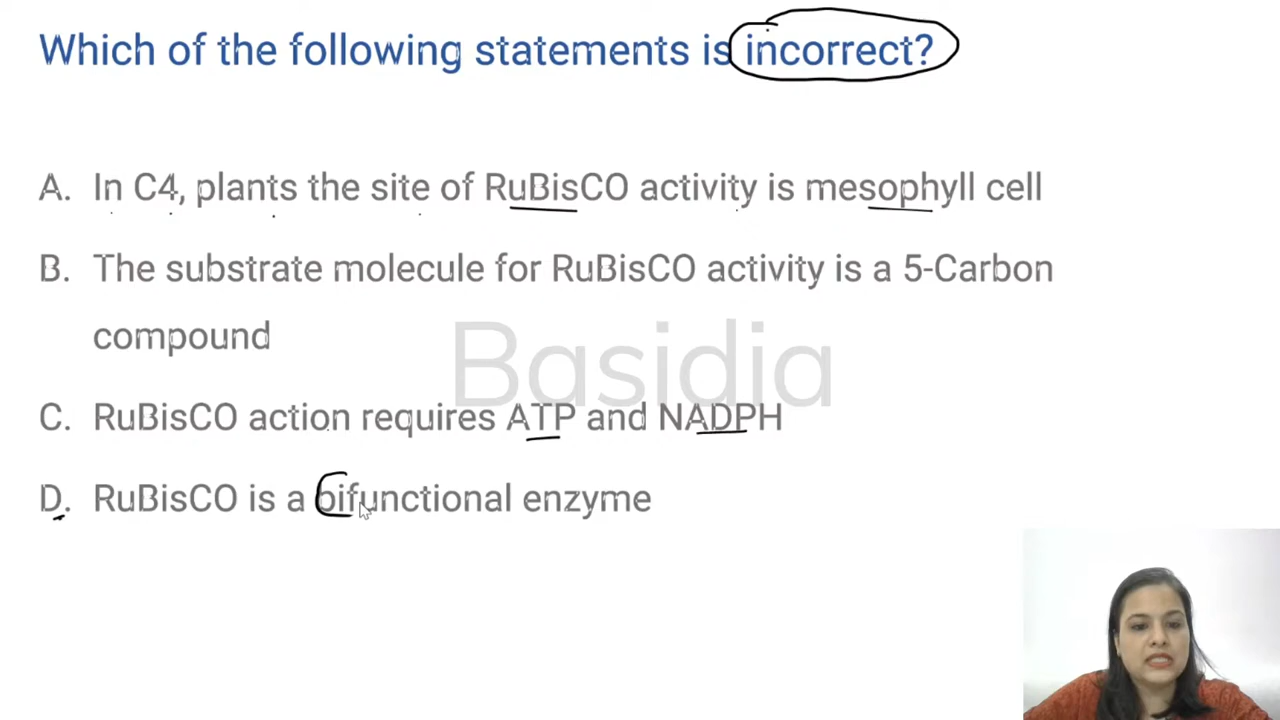 Which of the following statements is incorrect?
A. In C4, plants the site of RuBisCO activity is mesophyll cell
B. The substrate molecule for RuBisCO activity is a 5-Carbon
compound
Basidia
C. RuBisCO action requires ATP and NADPH
D. RuBisCO is a bifunctional enzyme